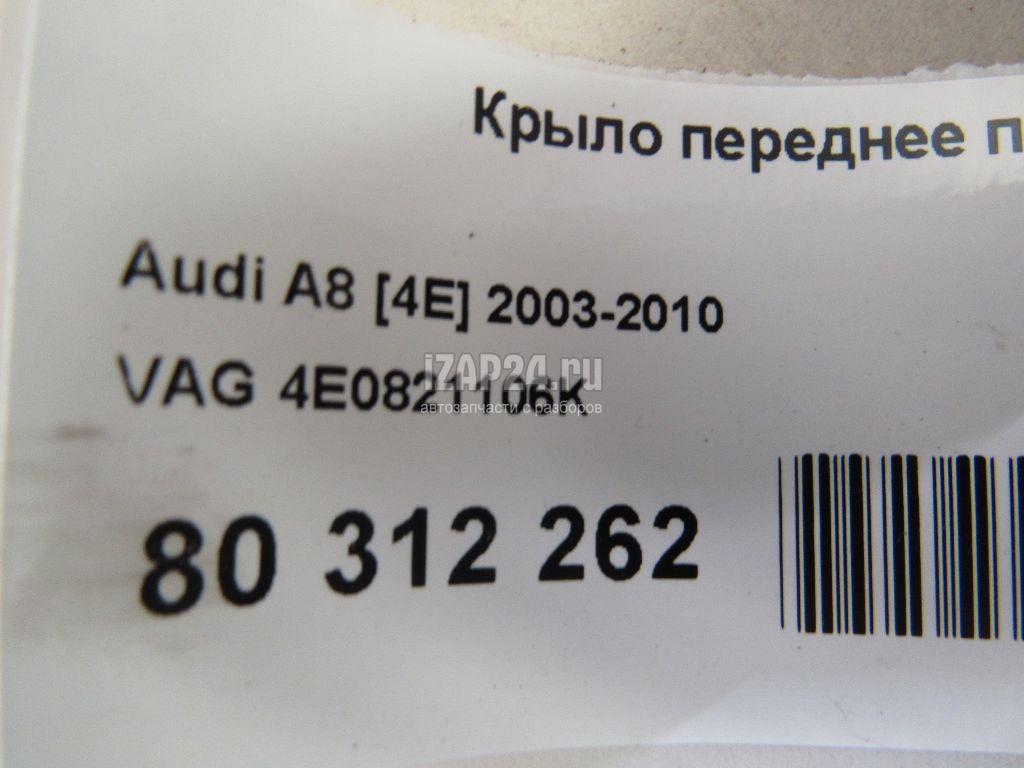 Крыло переднее п
Audi A8 [4E] 2003-2010
VAG 4E0821106K
iZAP24.ru
автозапчасти с разборов
80 312 262